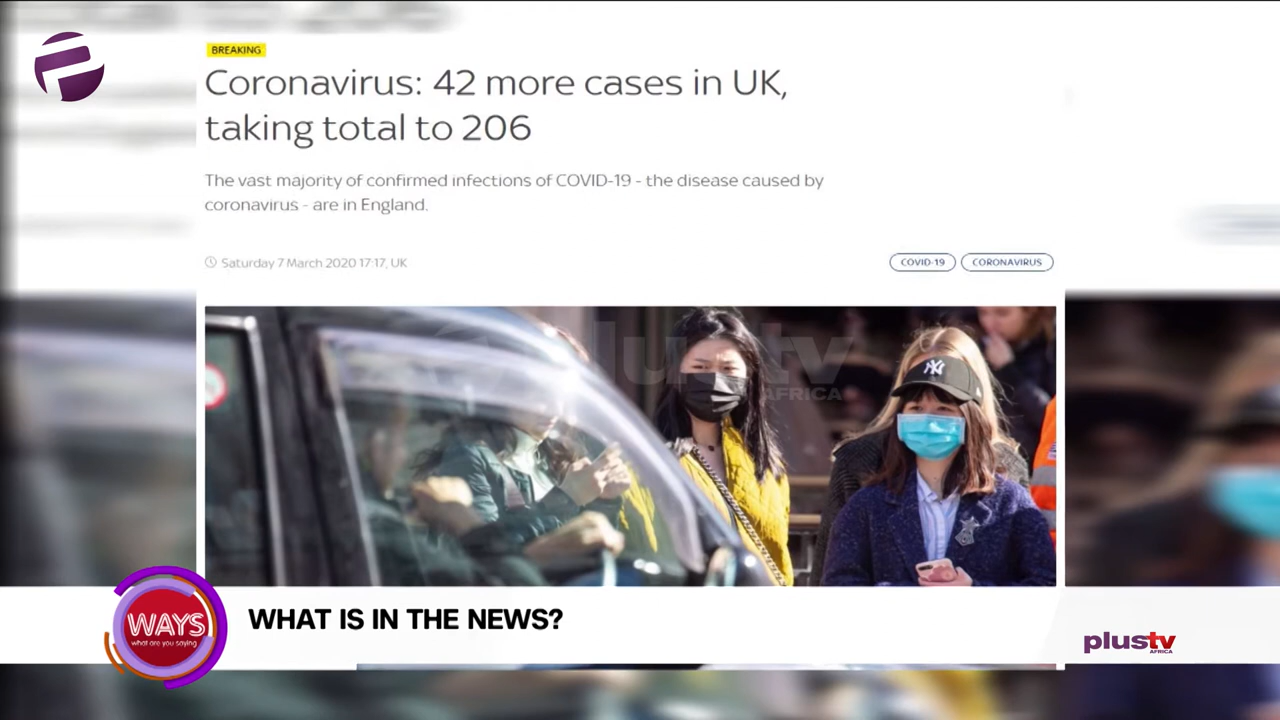 BREAKING
Coronavirus: 42 more cases in UK,
taking total to 206
The vast majority of confirmed infections of COVID-19 - the disease caused by
coronavirus - are in England.
Saturday 7 March 2020 17:17, UK
COVID-19
CORONAVIRUS
plustv
AFRICA
NY
WAYS
what are you saying
WHAT IS IN THE NEWS?
plustv
AFRICA